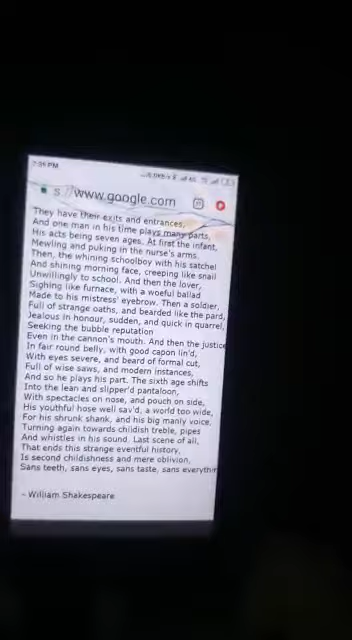 7:35 PM
s://www.google.com
They have their exits and entrances,
And one man in his time plays many parts,
His acts being seven ages. At first the infant,
Mewling and puking in the nurse's arms.
Then, the whining schoolboy with his satchel
And shining morning face, creeping like snail
Unwillingly to school. And then the lover,
Sighing like furnace, with a woeful ballad
Made to his mistress' eyebrow. Then a soldier,
Full of strange oaths, and bearded like the pard,
Jealous in honour, sudden, and quick in quarrel,
Seeking the bubble reputation
Even in the cannon's mouth. And then the justice
In fair round belly, with good capon lin'd,
With eyes severe, and beard of formal cut,
Full of wise saws, and modern instances,
And so he plays his part. The sixth age shifts
Into the lean and slipper'd pantaloon,
With spectacles on nose, and pouch on side,
His youthful hose well sav'd, a world too wide,
For his shrunk shank, and his big manly voice,
Turning again towards childish treble, pipes
And whistles in his sound. Last scene of all,
That ends this strange eventful history,
Is second childishness and mere oblivion,
Sans teeth, sans eyes, sans taste, sans everythin
- William Shakespeare